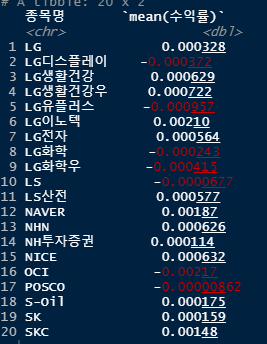 # A tibble: 20 x 2
종목명 `mean(수익률)`
<chr> <dbl>
1 LG 0.000328
2 LG디스플레이 -0.000372
3 LG생활건강 0.000629
4 LG생활건강우 0.000722
5 LG유플러스 -0.000957
6 LG이노텍 0.00210
7 LG전자 0.000564
8 LG화학 -0.000243
9 LG화학우 -0.000415
10 LS -0.0000677
11 LS산전 0.000577
12 NAVER 0.00187
13 NHN 0.000626
14 NH투자증권 0.000114
15 NICE 0.000632
16 OCI -0.00217
17 POSCO -0.00000862
18 S-Oil 0.000175
19 SK 0.000159
20 SKC 0.00148